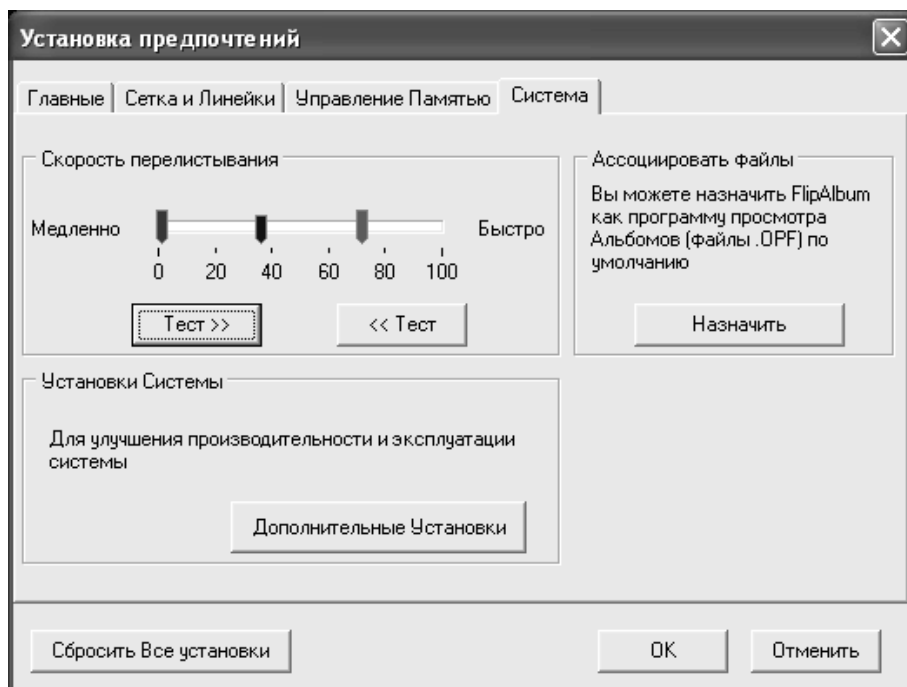 Установка предпочтений
Главные Сетка и Линейки Управление Памятью Система
Скорость перелистывания
Медленно Быстро
0 20 40 60 80 100
Тест >> << Тест
Ассоциировать файлы
Вы можете назначить FlipAlbum
как программу просмотра
Альбомов (файлы .OPF) по
умолчанию
Назначить
Установки Системы
Для улучшения производительности и эксплуатации
системы
Дополнительные Установки
Сбросить Все установки OK Отменить